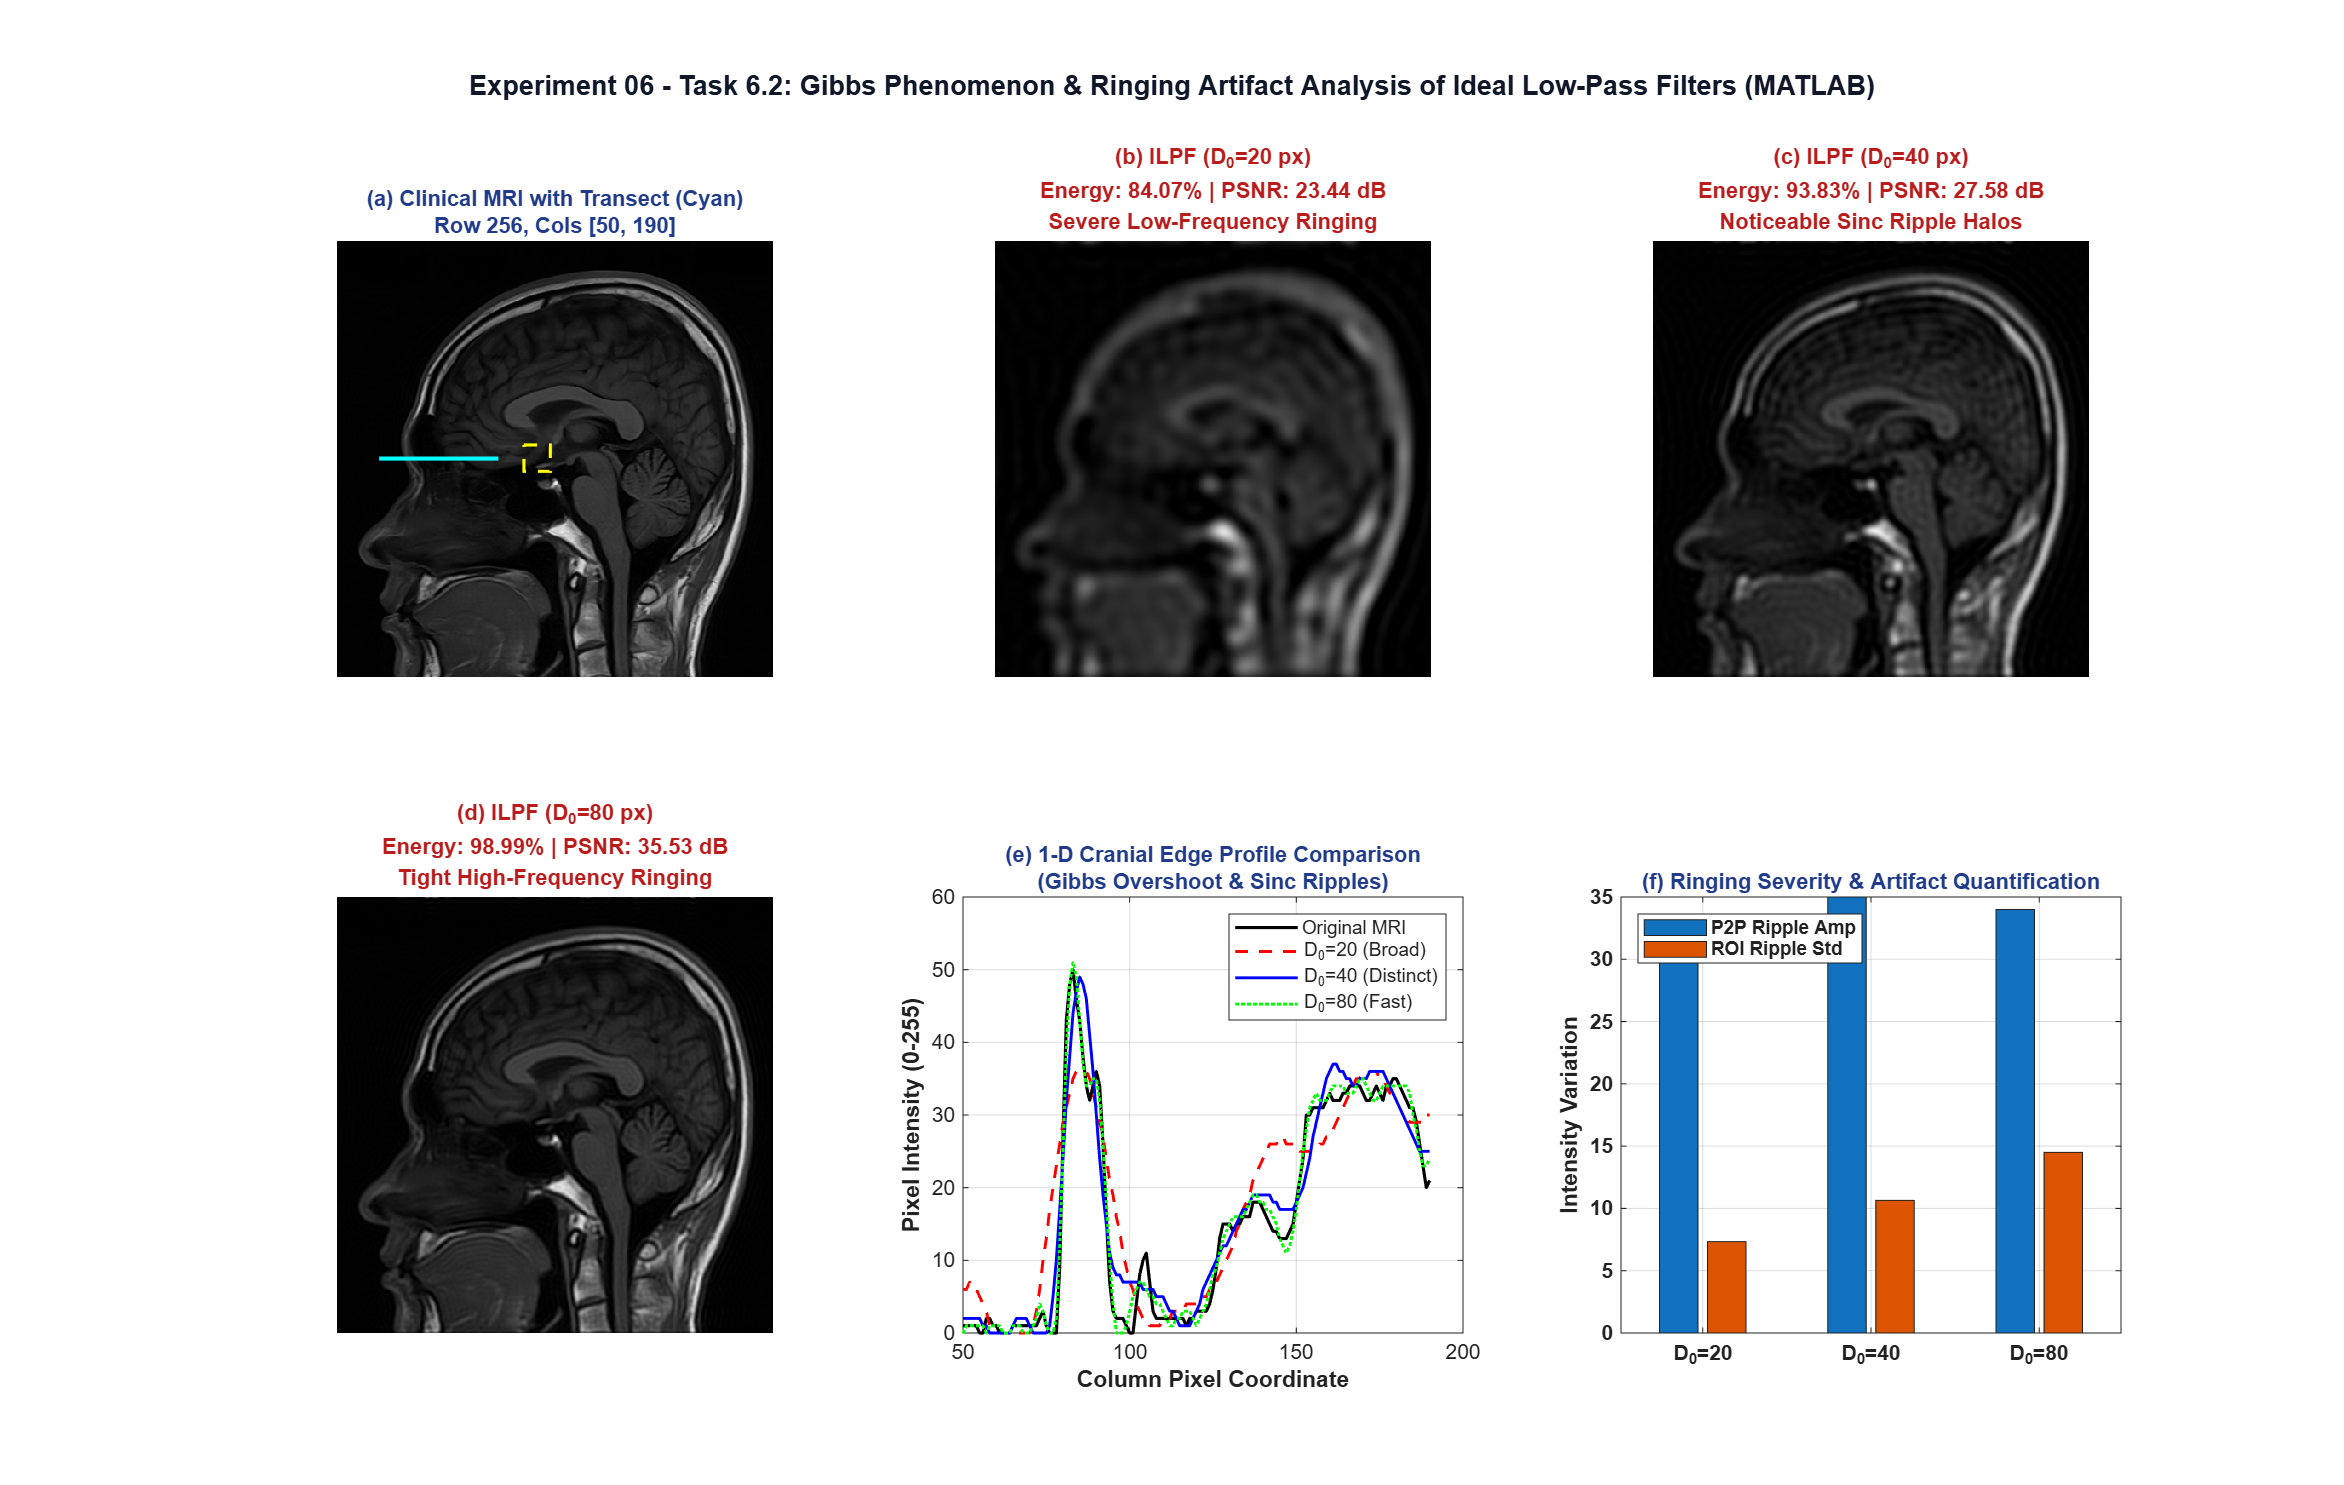 Experiment 06 - Task 6.2: Gibbs Phenomenon & Ringing Artifact Analysis of Ideal Low-Pass Filters (MATLAB)
(a) Clinical MRI with Transect (Cyan)
Row 256, Cols [50, 190]
(b) ILPF (D₀=20 px)
Energy: 84.07% | PSNR: 23.44 dB
Severe Low-Frequency Ringing
(c) ILPF (D₀=40 px)
Energy: 93.83% | PSNR: 27.58 dB
Noticeable Sinc Ripple Halos
(d) ILPF (D₀=80 px)
Energy: 98.99% | PSNR: 35.53 dB
Tight High-Frequency Ringing
(e) 1-D Cranial Edge Profile Comparison
(Gibbs Overshoot & Sinc Ripples)
60
50
40
30
20
10
0
Pixel Intensity (0-255)
Original MRI
D₀=20 (Broad)
D₀=40 (Distinct)
D₀=80 (Fast)
50 100 150 200
Column Pixel Coordinate
(f) Ringing Severity & Artifact Quantification
35
30
25
20
15
10
5
0
Intensity Variation
P2P Ripple Amp
ROI Ripple Std
D₀=20 D₀=40 D₀=80